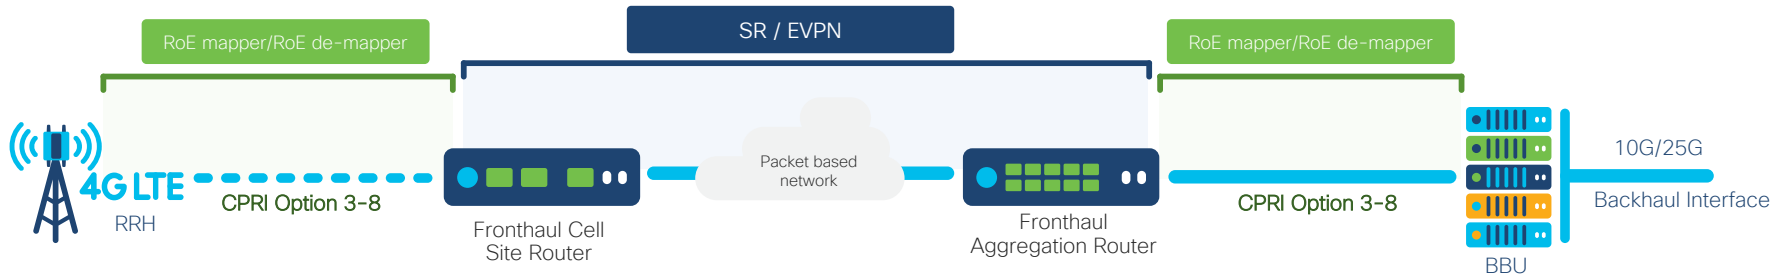 RoE mapper/RoE de-mapper
SR / EVPN
RoE mapper/RoE de-mapper
4G LTE
RRH
CPRI Option 3-8
Fronthaul Cell
Site Router
Packet based
network
Fronthaul
Aggregation Router
CPRI Option 3-8
BBU
10G/25G
Backhaul Interface